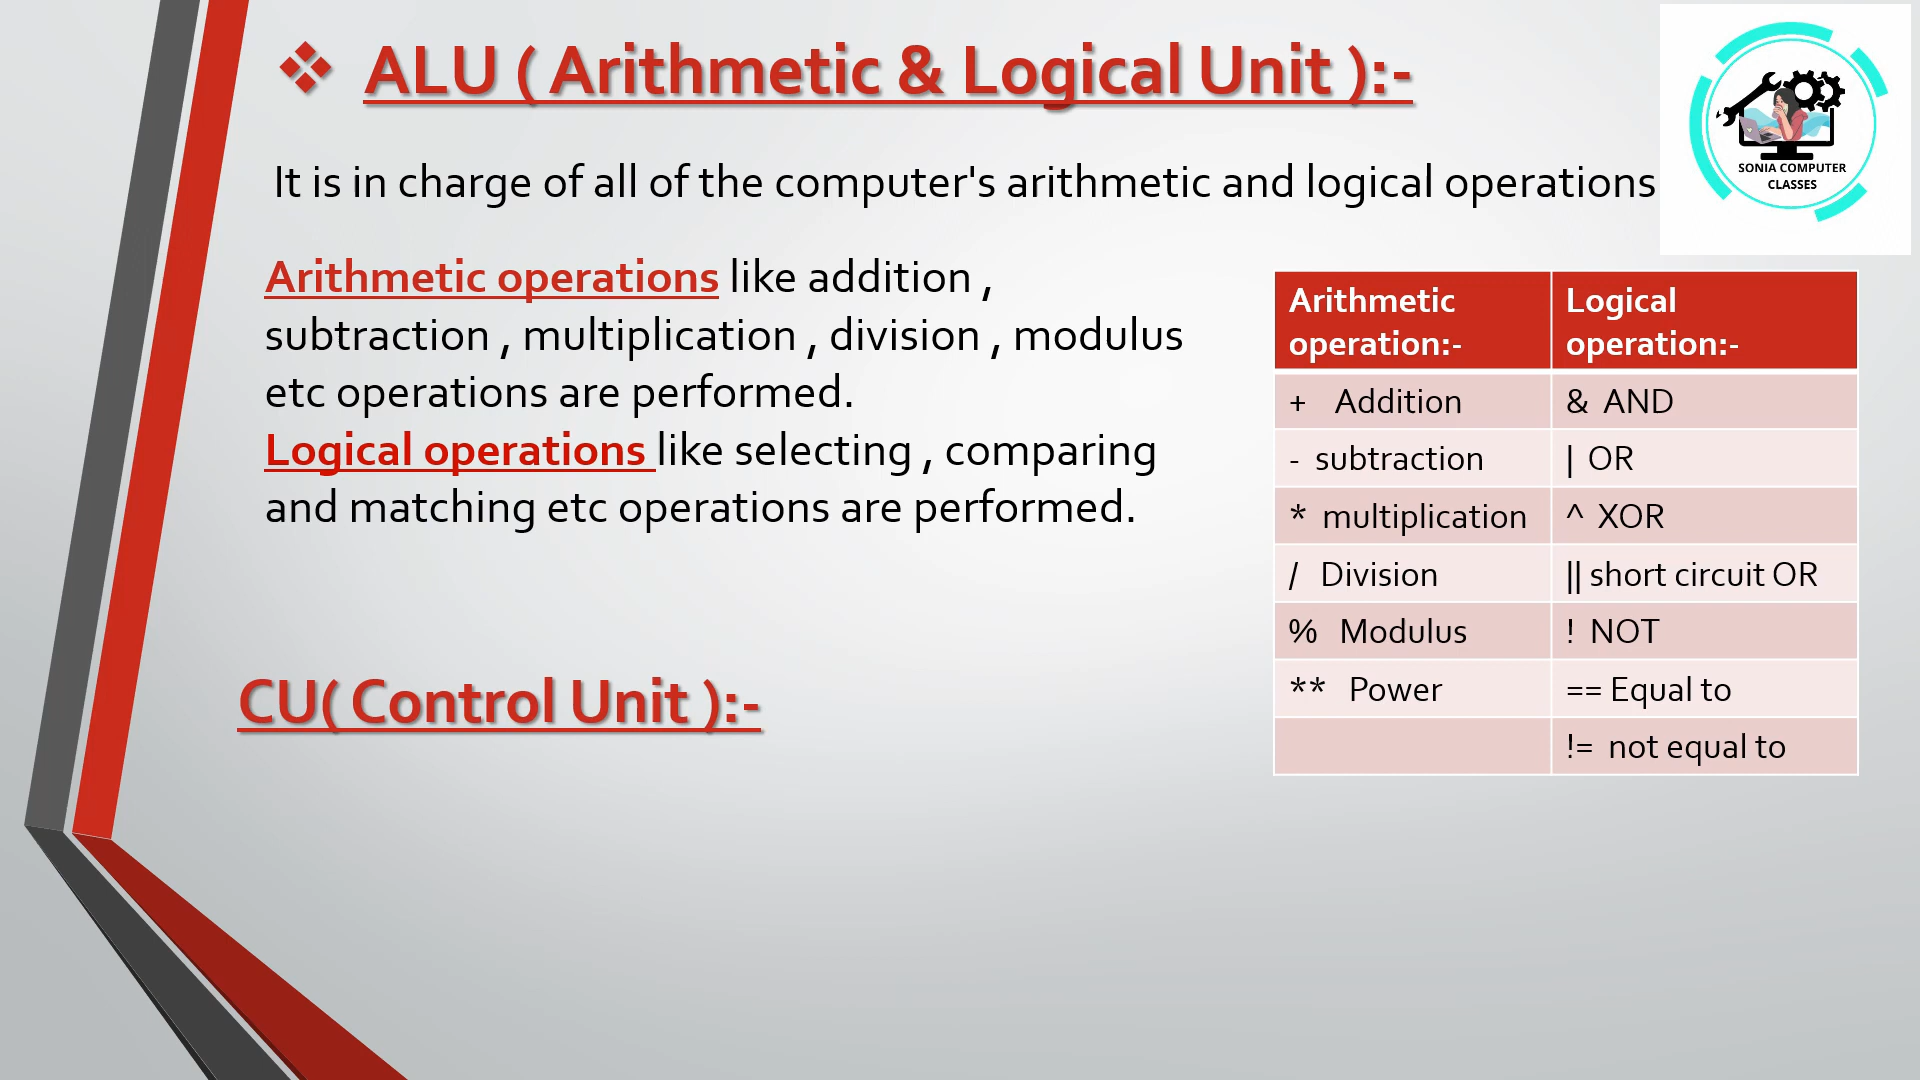 ❖ ALU ( Arithmetic & Logical Unit ):-
SONIA COMPUTER
CLASSES
It is in charge of all of the computer's arithmetic and logical operations
Arithmetic operations like addition ,
subtraction , multiplication , division , modulus
etc operations are performed.
Logical operations like selecting , comparing
and matching etc operations are performed.
Arithmetic operation:- Logical operation:-
+ Addition & AND
- subtraction | OR
* multiplication ^ XOR
/ Division || short circuit OR
% Modulus ! NOT
** Power == Equal to
!= not equal to
CU( Control Unit ):-